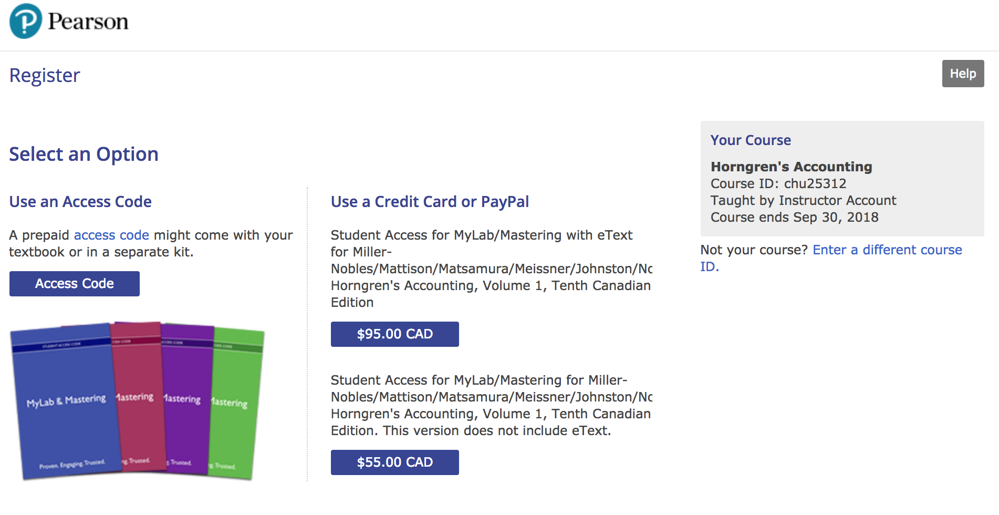 Pearson
Register
Help
Select an Option
Use an Access Code
A prepaid access code might come with your
textbook or in a separate kit.
Access Code
STUDENT ACCESS CODE
MyLab & Mastering
Mastering
Mastering
Mastering
Proven. Engaging. Trusted.
ng. Trusted.
g. Trusted.
g. Trusted.
Use a Credit Card or PayPal
Student Access for MyLab/Mastering with eText
for Miller-
Nobles/Mattison/Matsamura/Meissner/Johnston/No
Horngren's Accounting, Volume 1, Tenth Canadian
Edition
$95.00 CAD
Student Access for MyLab/Mastering for Miller-
Nobles/Mattison/Matsamura/Meissner/Johnston/No
Horngren's Accounting, Volume 1, Tenth Canadian
Edition. This version does not include eText.
$55.00 CAD
Your Course
Horngren's Accounting
Course ID: chu25312
Taught by Instructor Account
Course ends Sep 30, 2018
Not your course? Enter a different course
ID.